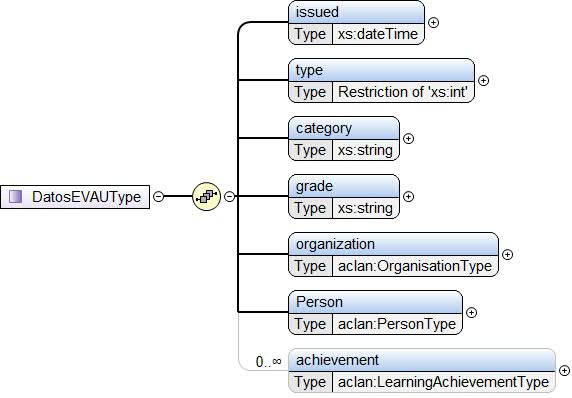 issued
Type xs:dateTime
type
Type Restriction of 'xs:int'
category
Type xs:string
DatosEVAUType
grade
Type xs:string
organization
Type aclan:OrganisationType
Person
Type aclan:PersonType
0..∞
achievement
Type aclan:LearningAchievementType